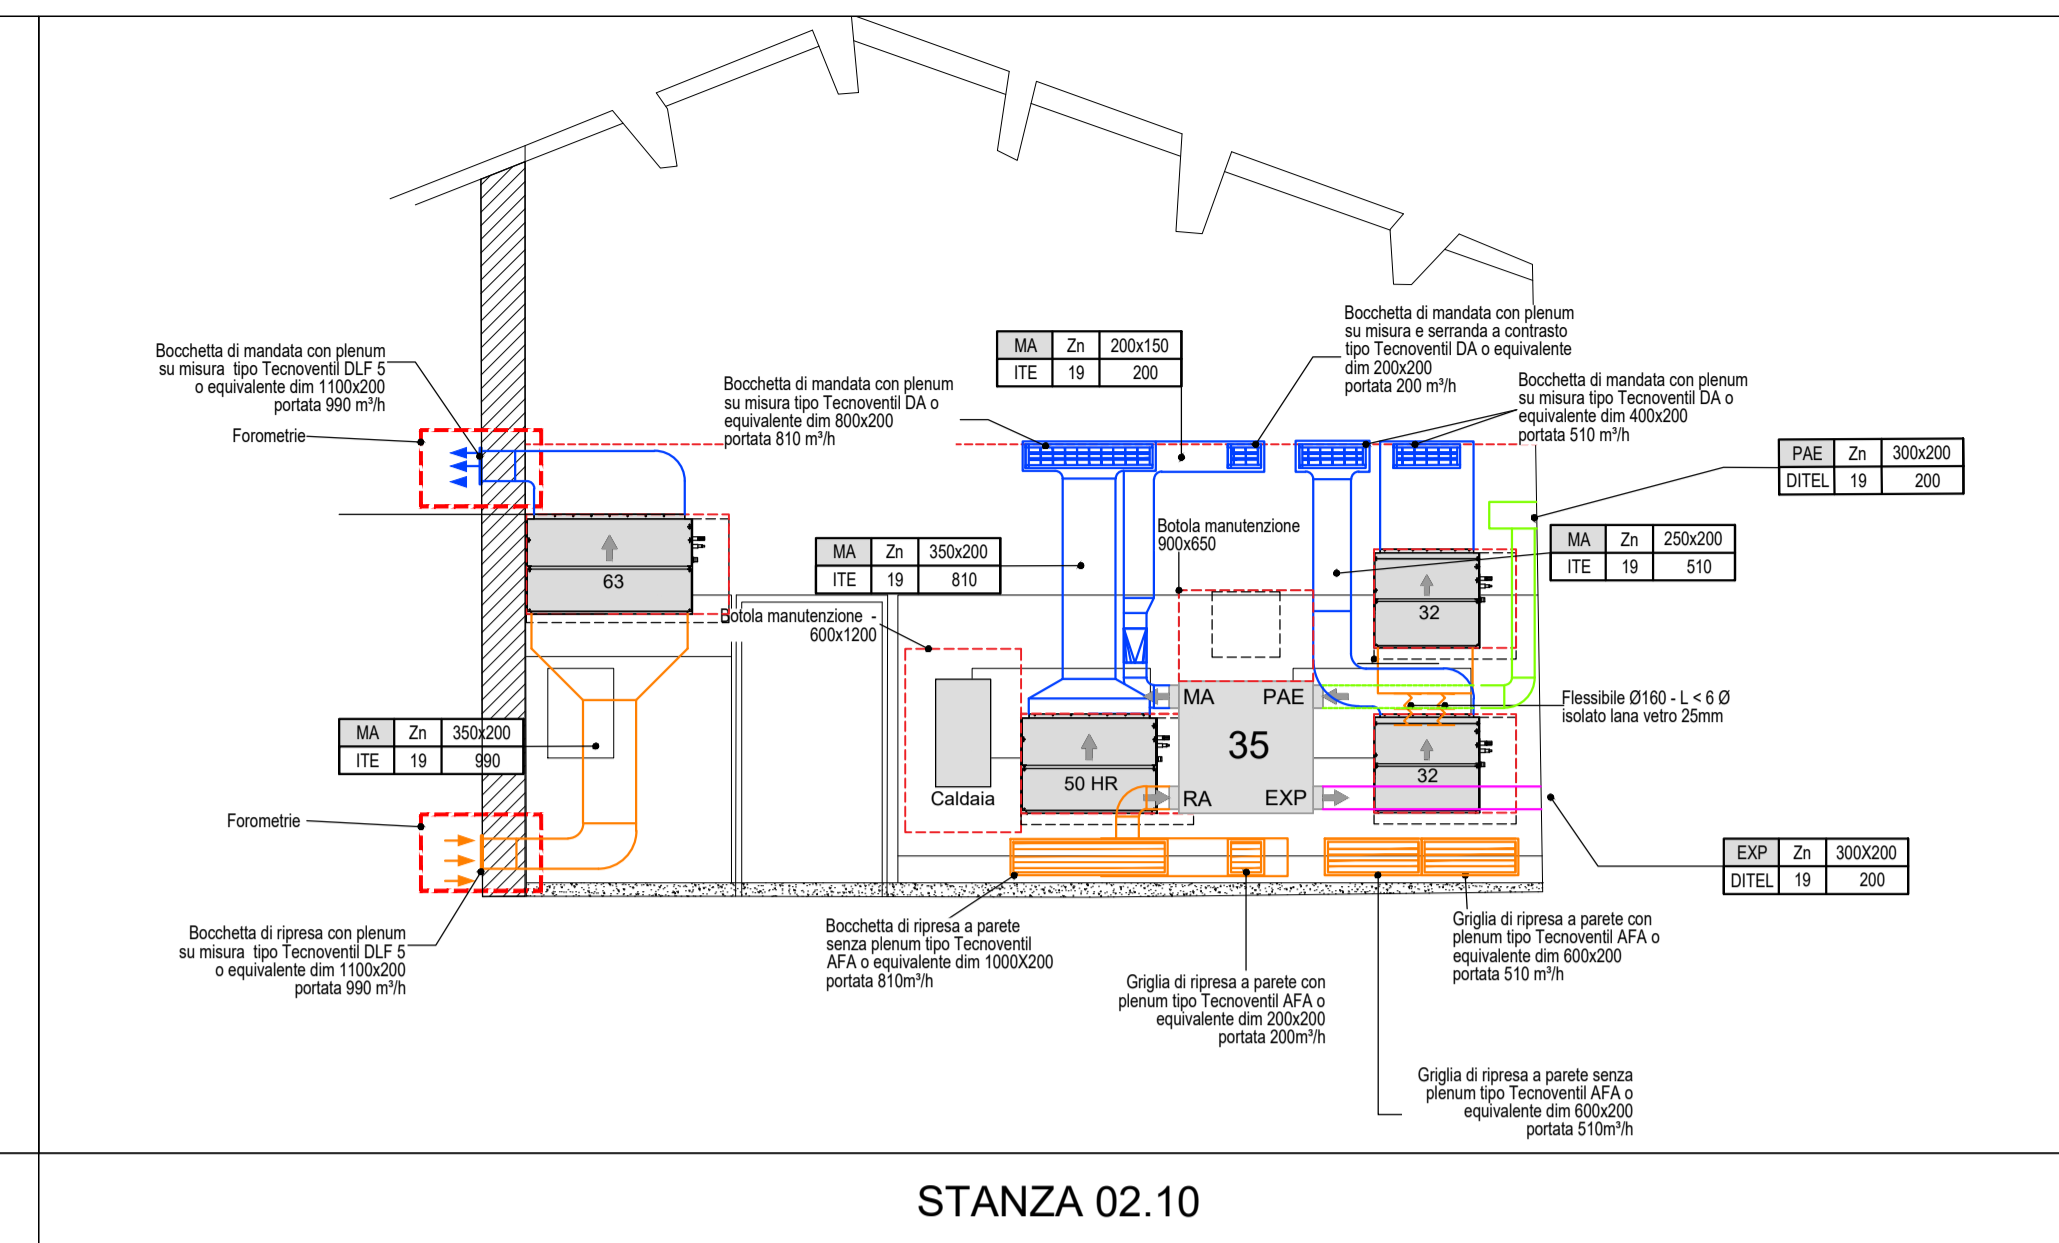 Bocchetta di mandata con plenum
su misura e serranda a contrasto
tipo Tecnoventil DA o equivalente
dim 200x200
portata 200 m³/h
MA Zn 200x150
ITE 19 200
Bocchetta di mandata con plenum
su misura tipo Tecnoventil DLF 5
o equivalente dim 1100x200
portata 990 m³/h
Bocchetta di mandata con plenum
su misura tipo Tecnoventil DA o
equivalente dim 800x200
portata 810 m³/h
Bocchetta di mandata con plenum
su misura tipo Tecnoventil DA o
equivalente dim 400x200
portata 510 m³/h
Forometrie
PAE Zn 300x200
DITEL 19 200
Botola manutenzione
900x650
MA Zn 350x200
ITE 19 810
MA Zn 250x200
ITE 19 510
63
32
Botola manutenzione -
600x1200
MA PAE
35
RA EXP
Flessibile Ø160 - L < 6 Ø
isolato lana vetro 25mm
MA Zn 350x200
ITE 19 990
50 HR
32
Caldaia
Forometrie
EXP Zn 300X200
DITEL 19 200
Bocchetta di ripresa con plenum
su misura tipo Tecnoventil DLF 5
o equivalente dim 1100x200
portata 990 m³/h
Bocchetta di ripresa a parete
senza plenum tipo Tecnoventil
AFA o equivalente dim 1000X200
portata 810m³/h
Griglia di ripresa a parete con
plenum tipo Tecnoventil AFA o
equivalente dim 600x200
portata 510 m³/h
Griglia di ripresa a parete con
plenum tipo Tecnoventil AFA o
equivalente dim 200x200
portata 200m³/h
Griglia di ripresa a parete senza
plenum tipo Tecnoventil AFA o
equivalente dim 600x200
portata 510m³/h
STANZA 02.10